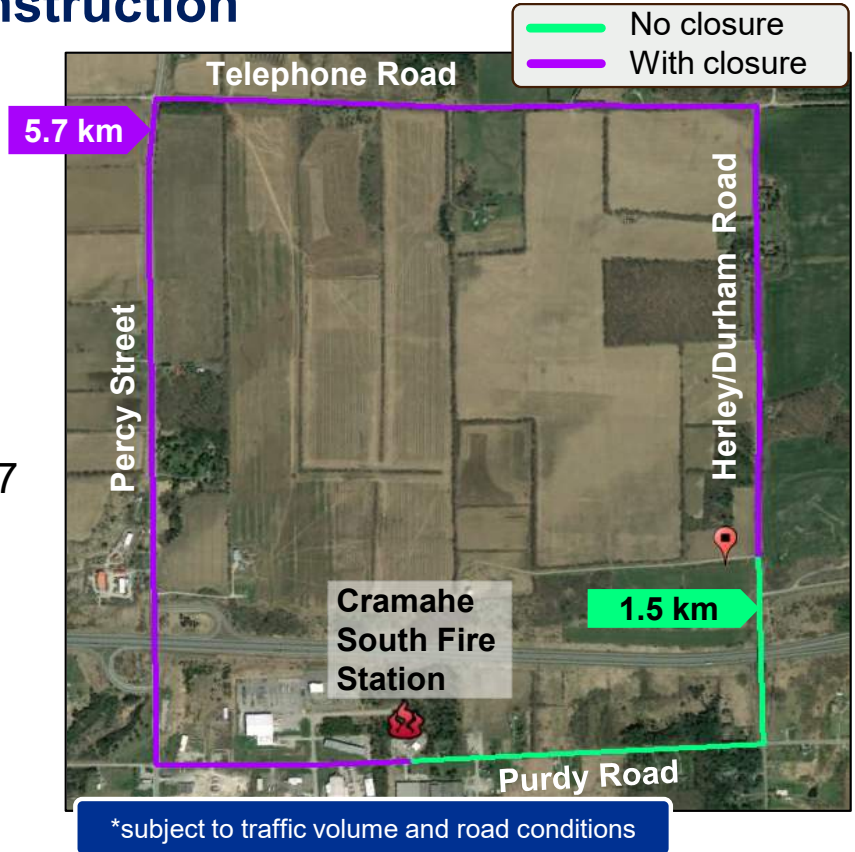 nstruction
No closure
With closure
Telephone Road
5.7 km
Herley/Durham Road
Percy Street
7
Cramahe
South Fire
Station
1.5 km
Purdy Road
*subject to traffic volume and road conditions